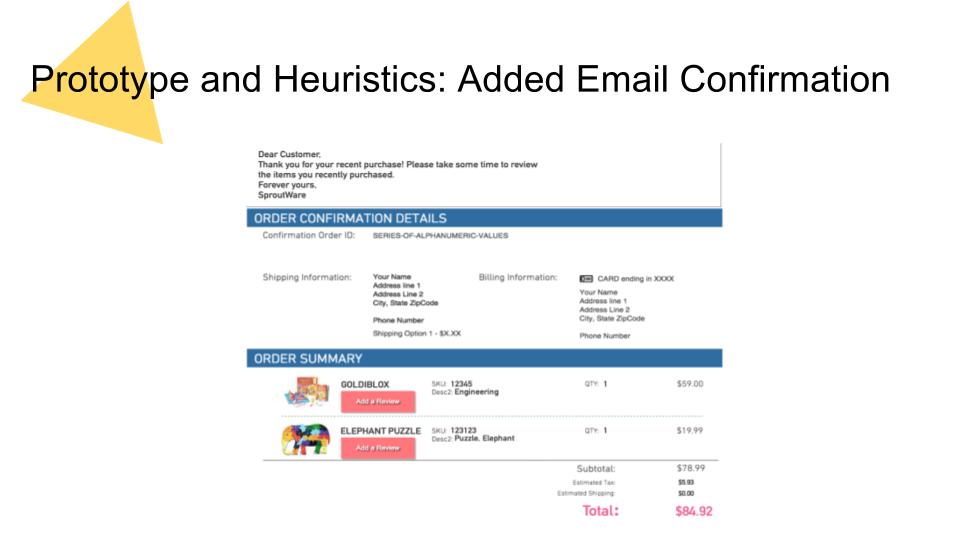 Prototype and Heuristics: Added Email Confirmation
Dear Customer,
Thank you for your recent purchase! Please take some time to review
the items you recently purchased.
Forever yours,
SproutWare
ORDER CONFIRMATION DETAILS
Confirmation Order ID: SERIES-OF-ALPHANUMERIC-VALUES
Shipping Information: Your Name Billing Information: CARD ending in XXXX
Address line 1 Your Name
Address Line 2 Address line 1
City, State ZipCode Address Line 2
City, State ZipCode
Phone Number
Shipping Option 1 - $X.XX Phone Number
ORDER SUMMARY
GOLDIBLOX SKU: 12345 QTY: 1 $59.00
Desc2: Engineering
Add a Review
ELEPHANT PUZZLE SKU: 123123 QTY: 1 $19.99
Desc2: Puzzle, Elephant
Add a Review
Subtotal: $78.99
Estimated Tax: $5.93
Estimated Shipping: $0.00
Total: $84.92